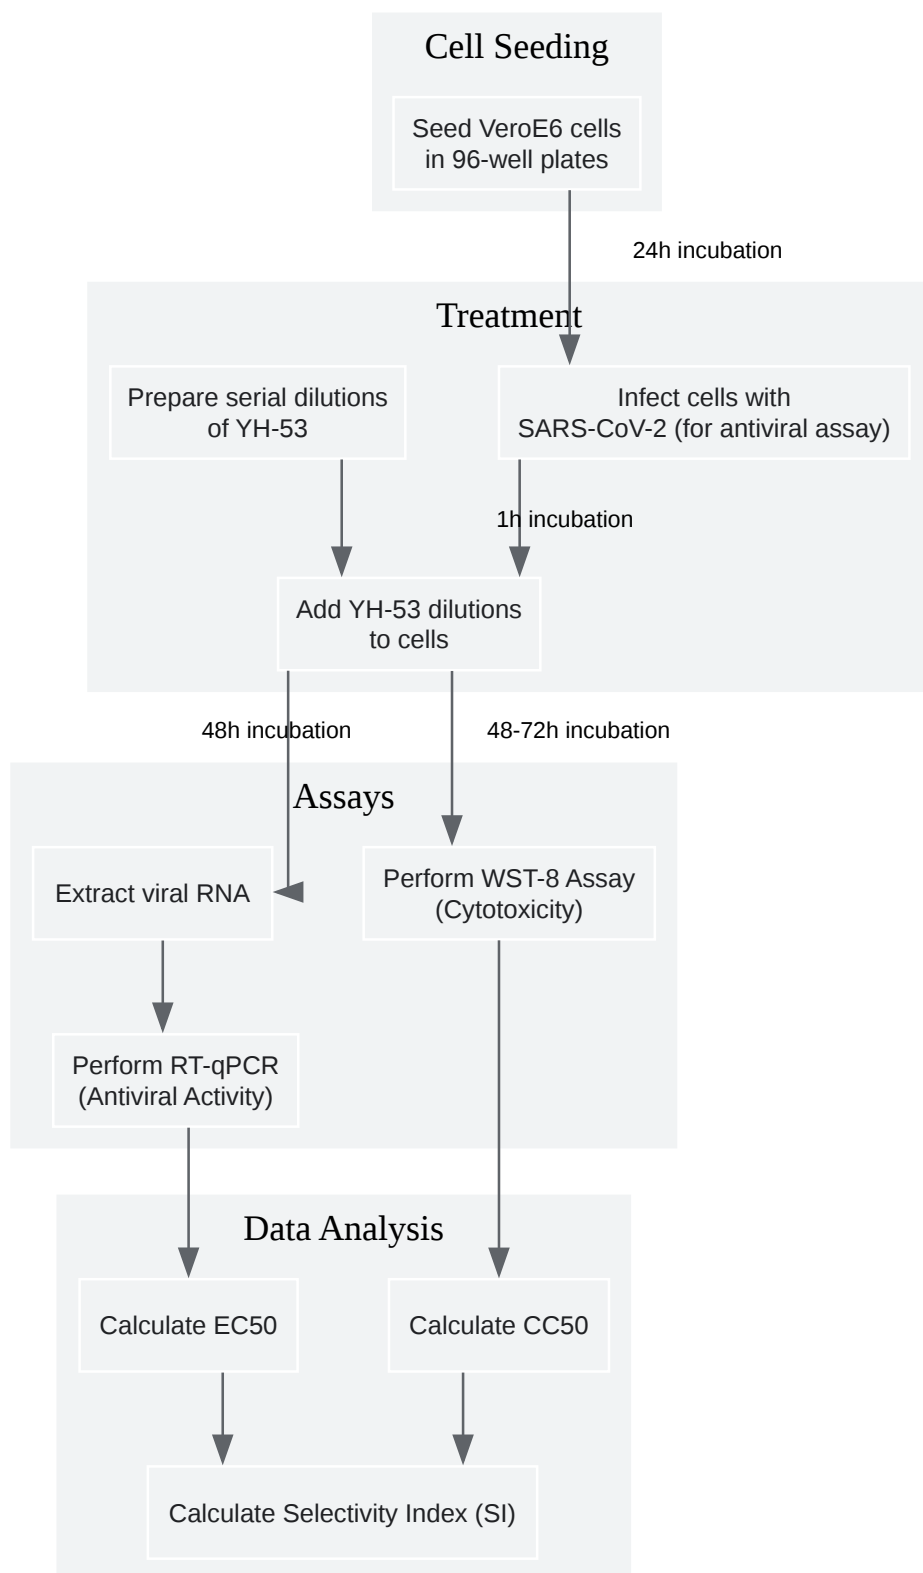 Cell Seeding
Seed VeroE6 cells
in 96-well plates
24h incubation
Treatment
Prepare serial dilutions
of YH-53
Infect cells with
SARS-CoV-2 (for antiviral assay)
1h incubation
Add YH-53 dilutions
to cells
48h incubation
48-72h incubation
Assays
Extract viral RNA
Perform WST-8 Assay
(Cytotoxicity)
Perform RT-qPCR
(Antiviral Activity)
Data Analysis
Calculate EC50
Calculate CC50
Calculate Selectivity Index (SI)